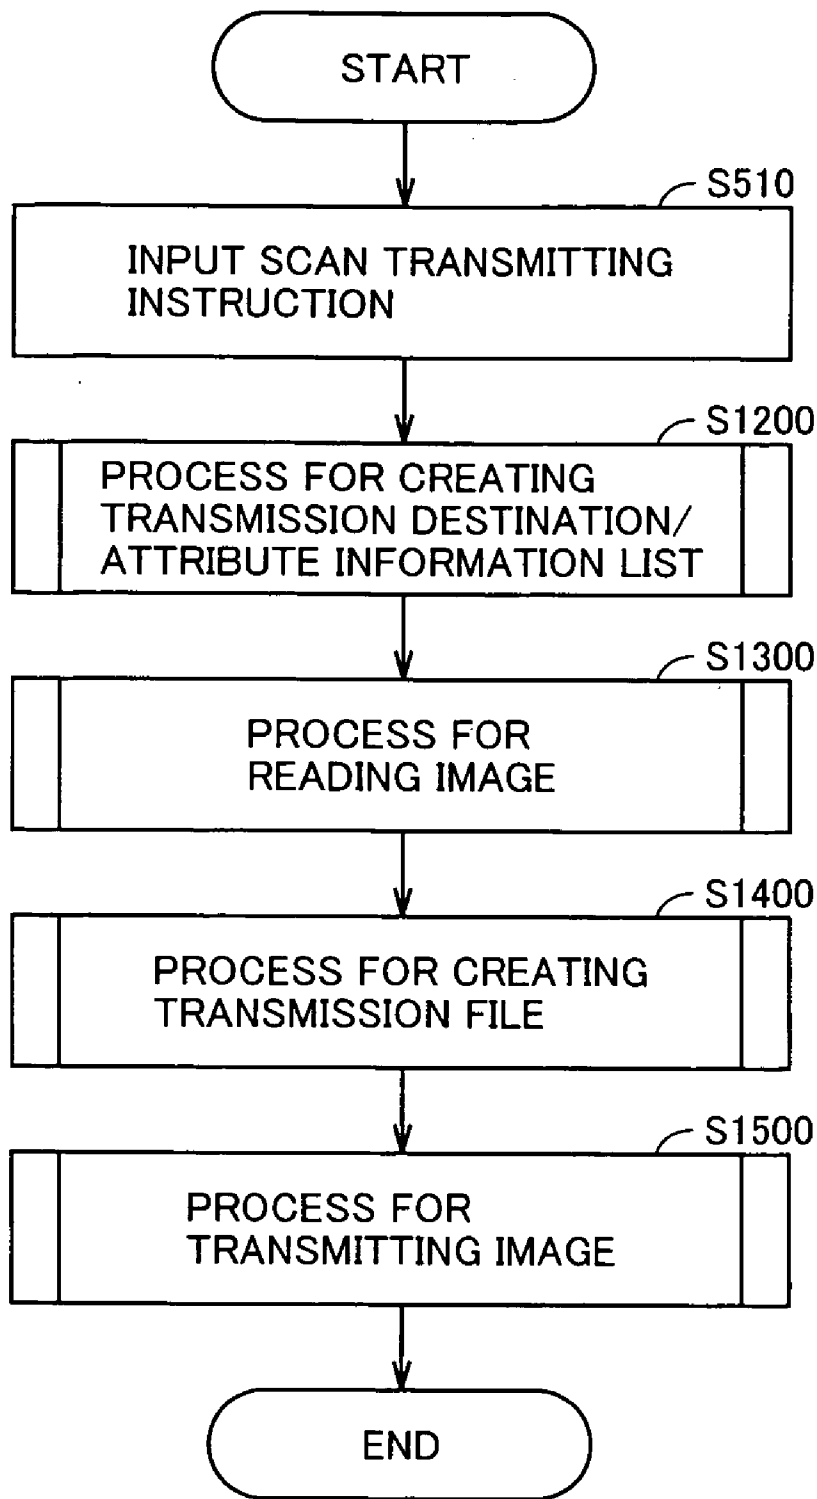 START
S510
INPUT SCAN TRANSMITTING
INSTRUCTION
S1200
PROCESS FOR CREATING
TRANSMISSION DESTINATION/
ATTRIBUTE INFORMATION LIST
S1300
PROCESS FOR
READING IMAGE
S1400
PROCESS FOR CREATING
TRANSMISSION FILE
S1500
PROCESS FOR
TRANSMITTING IMAGE
END